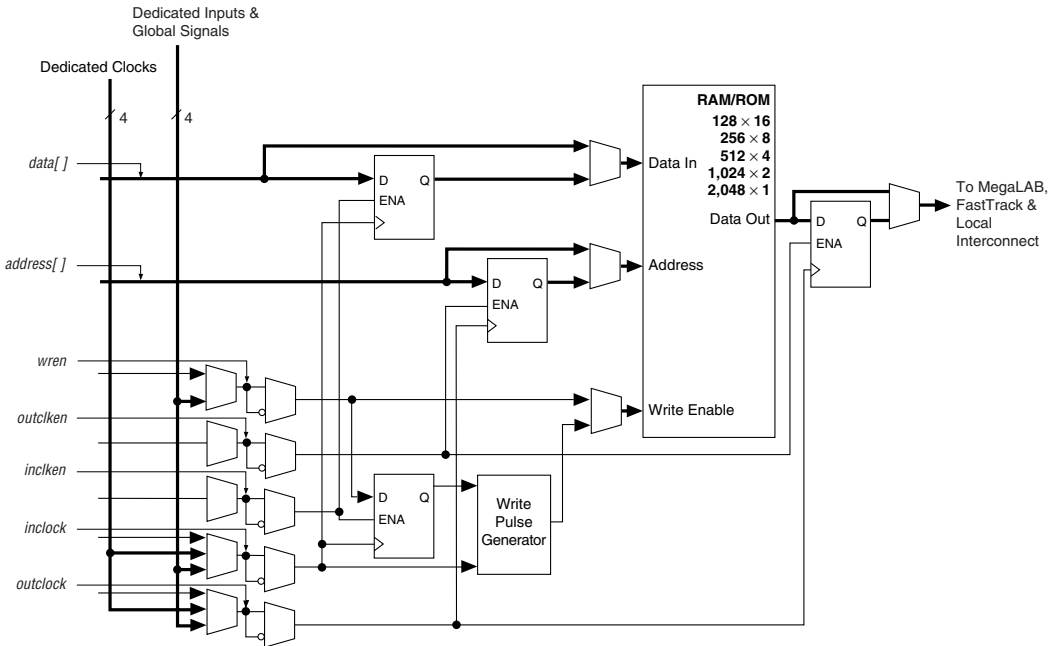 Dedicated Inputs &
Global Signals
Dedicated Clocks
4
4
RAM/ROM
128 × 16
256 × 8
512 × 4
1,024 × 2
2,048 × 1
data[ ]
Data In
D Q
ENA
To MegaLAB,
FastTrack &
Local
Interconnect
Data Out
D Q
ENA
address[ ]
Address
D Q
ENA
wren
Write Enable
outclken
inclken
D Q
ENA
Write
Pulse
Generator
inclock
outclock